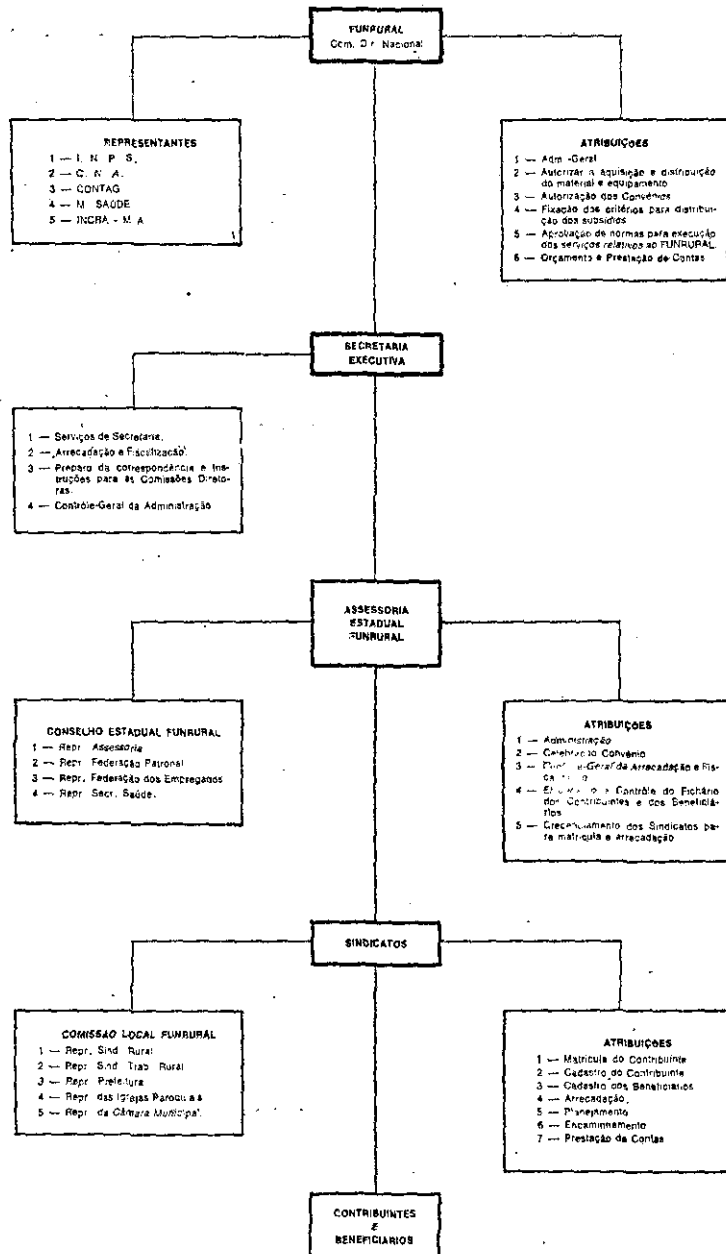 FUNRURAL
Com. Dir. Nacional
REPRESENTANTES
1 — I. N. P. S.
2 — C. N. A.
3 — CONTAG
4 — M. SAÚDE
5 — INCRA - M A
ATRIBUIÇÕES
1 — Adm.-Geral
2 — Autorizar a aquisição e distribuição
do material e equipamento
3 — Autorização dos Convênios
4 — Fixação dos critérios para distribui-
ção dos subsídios
5 — Aprovação de normas para execução
dos serviços relativos ao FUNRURAL.
6 — Orçamento e Prestação de Contas
SECRETARIA
EXECUTIVA
1 — Serviços de Secretaria.
2 — Arrecadação e Fiscalização.
3 — Preparo da correspondência e Ins-
truções para as Comissões Direto-
ras.
4 — Contrôle-Geral da Administração
ASSESSORIA
ESTADUAL
FUNRURAL
CONSELHO ESTADUAL FUNRURAL
1 — Repr. Assessoria
2 — Repr. Federação Patronal
3 — Repr. Federação dos Empregados
4 — Repr. Secr. Saúde.
ATRIBUIÇÕES
1 — Administração
2 — Celebração Convênio
3 — -Geral da Arrecadação e Fis-
4 — e Contrôle do Fichário
dos Contribuintes e dos Beneficiá-
rios
5 — Credenciamento dos Sindicatos pa-
ra matrícula e arrecadação
SINDICATOS
COMISSÃO LOCAL FUNRURAL
1 — Repr. Sind. Rural
2 — Repr. Sind. Trab. Rural
3 — Repr. Prefeitura
4 — Repr. das Igrejas Paroquiais
5 — Repr. da Câmara Municipal.
ATRIBUIÇÕES
1 — Matrícula do Contribuinte
2 — Cadastro do Contribuinte
3 — Cadastro dos Beneficiários
4 — Arrecadação.
5 — Planejamento
6 — Encaminhamento
7 — Prestação de Contas
CONTRIBUINTES
E
BENEFICIARIOS